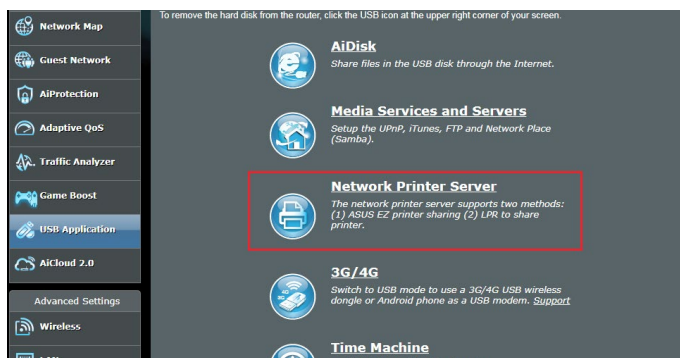 To remove the hard disk from the router, click the USB icon at the upper right corner of your screen.
Network Map
Guest Network
AiProtection
Adaptive QoS
Traffic Analyzer
Game Boost
USB Application
AiCloud 2.0
Advanced Settings
Wireless
AiDisk
Share files in the USB disk through the Internet.
Media Services and Servers
Setup the UPnP, iTunes, FTP and Network Place
(Samba).
Network Printer Server
The network printer server supports two methods:
(1) ASUS EZ printer sharing (2) LPR to share
printer.
3G/4G
Switch to USB mode to use a 3G/4G USB wireless
dongle or Android phone as a USB modem. Support
Time Machine